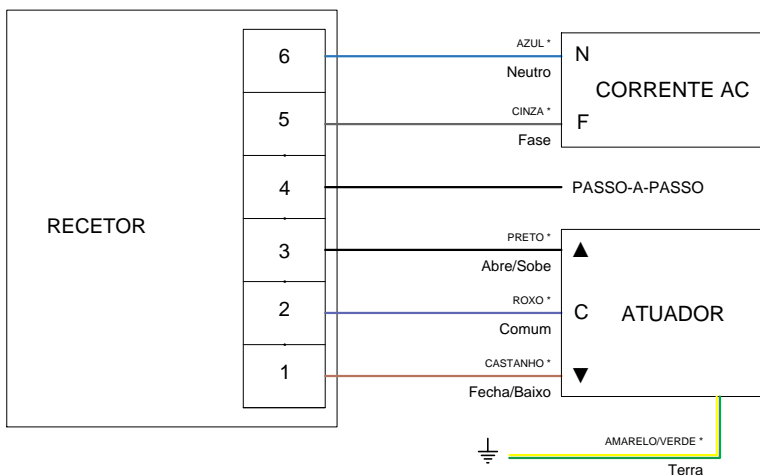 6
AZUL *
Neutro
N
CORRENTE AC
5
CINZA *
Fase
F
4
PASSO-A-PASSO
RECETOR
3
PRETO *
Abre/Sobe
▲
2
ROXO *
Comum
C
ATUADOR
1
CASTANHO *
Fecha/Baixo
▼
AMARELO/VERDE *
Terra